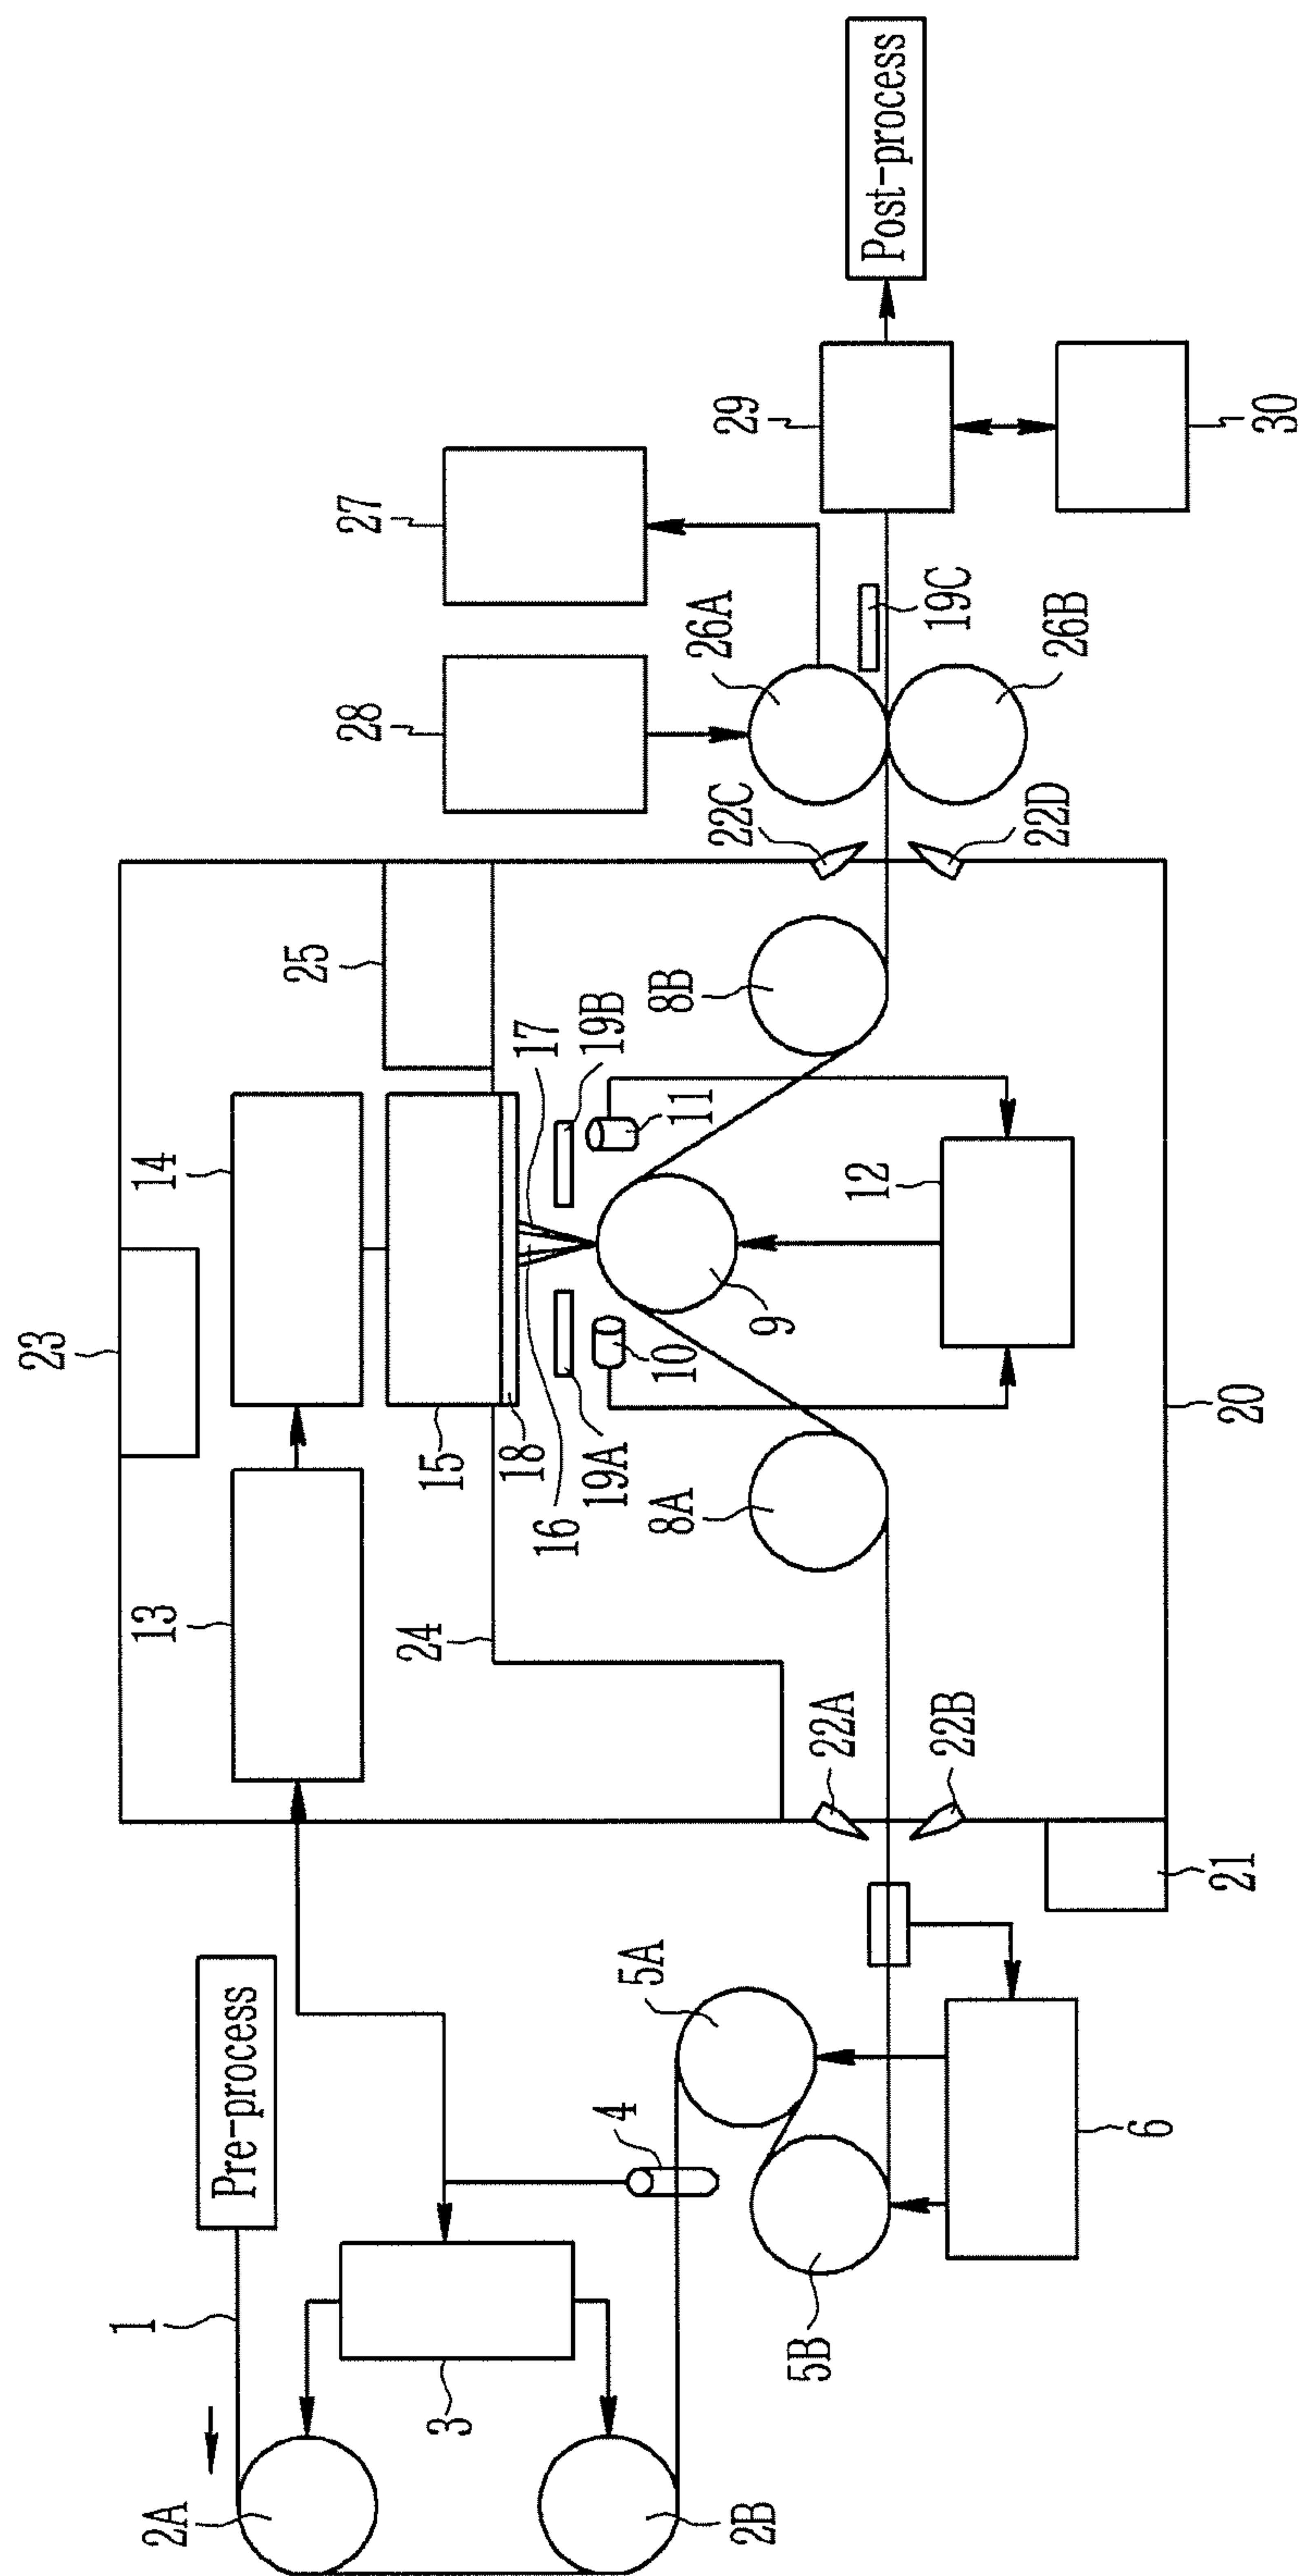 Pre-process
1
2A
2B
3
4
5A
5B
6
13
23
14
15
18
24
25
16
17
19A
19B
10
11
9
8A
8B
12
22A
22B
22C
22D
20
21
28
27
26A
26B
19C
29
30
Post-process